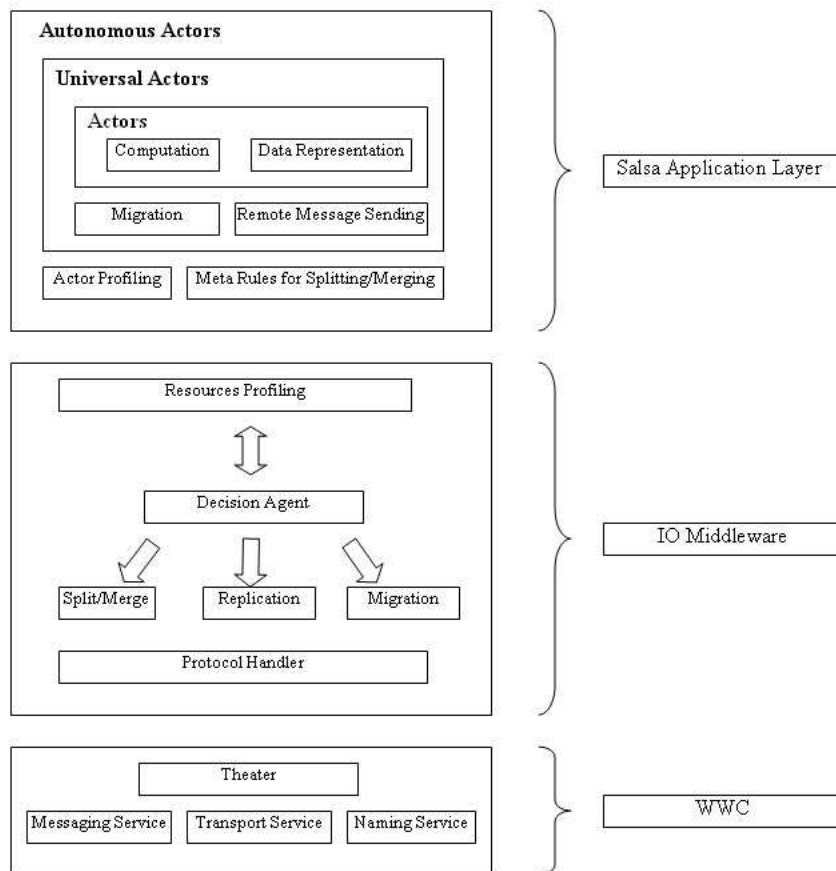 Autonomous Actors
Universal Actors
Actors
Computation
Data Representation
Migration
Remote Message Sending
Actor Profiling
Meta Rules for Splitting/Merging
Salsa Application Layer
Resources Profiling
Decision Agent
Split/Merge
Replication
Migration
Protocol Handler
IO Middleware
Theater
Messaging Service
Transport Service
Naming Service
WWC